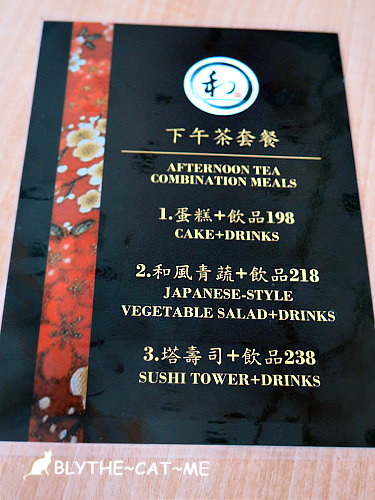 和
下午茶套餐
AFTERNOON TEA
COMBINATION MEALS
1.蛋糕+飲品198
CAKE+DRINKS
2.和風青蔬+飲品218
JAPANESE-STYLE
VEGETABLE SALAD+DRINKS
3.塔壽司+飲品238
SUSHI TOWER+DRINKS
BLYTHE~CAT~ME